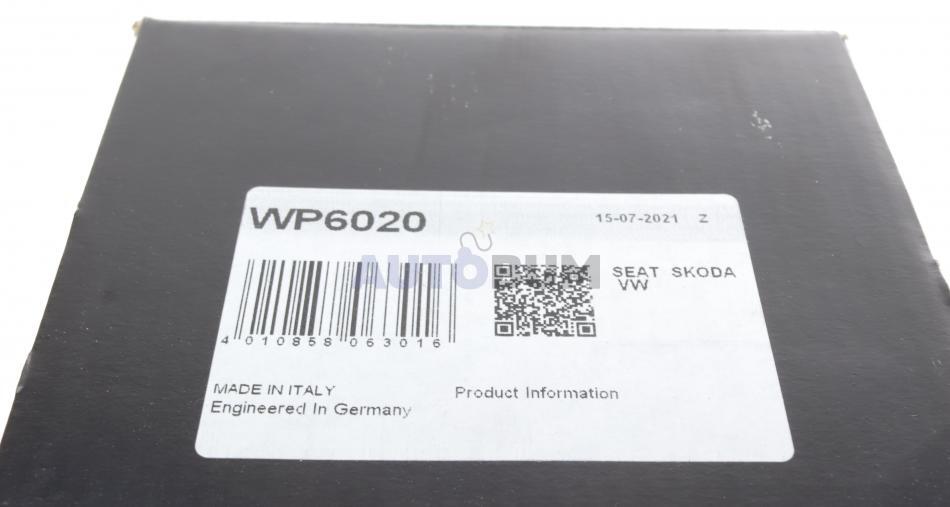 WP6020
15-07-2021 Z
AUTODUM
SEAT SKODA
VW
4 010858 063016
MADE IN ITALY
Engineered In Germany
Product Information